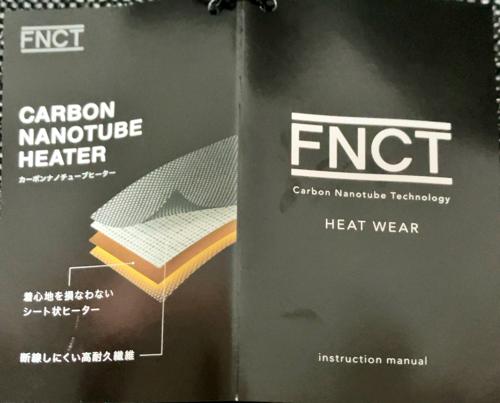 FNCT
CARBON
NANOTUBE
HEATER
カーボンナノチューブヒーター
着心地を損なわない
シート状ヒーター
断線しにくい高耐久繊維
FNCT
Carbon Nanotube Technology
HEAT WEAR
instruction manual